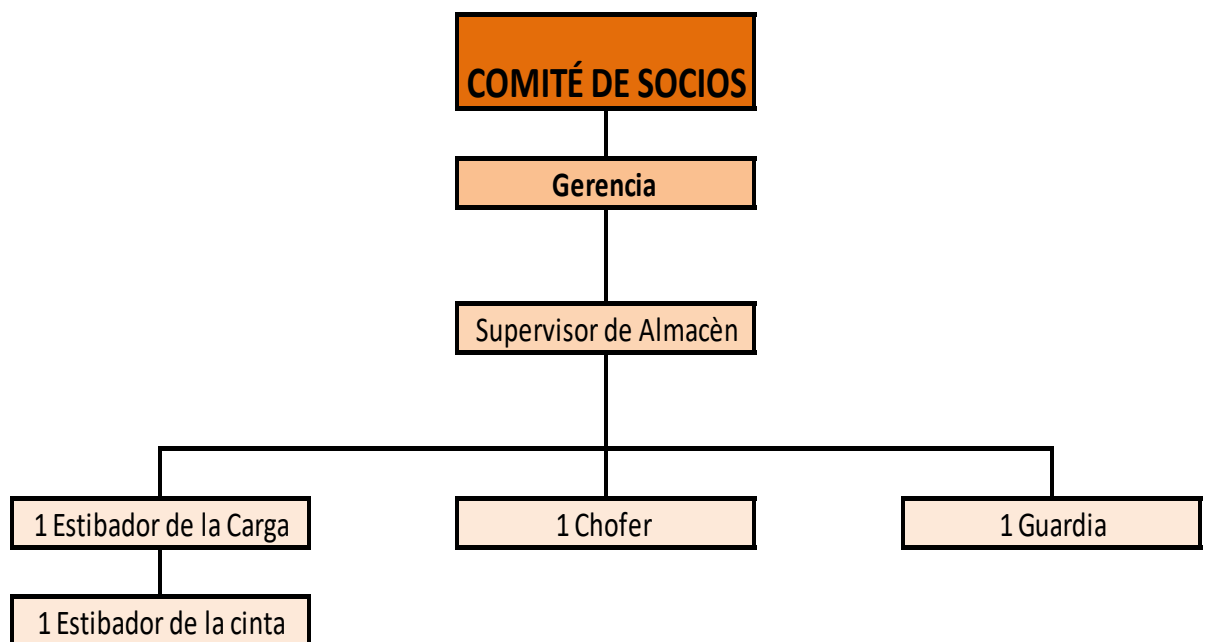 COMITÉ DE SOCIOS
Gerencia
Supervisor de Almacèn
1 Estibador de la Carga
1 Chofer
1 Guardia
1 Estibador de la cinta